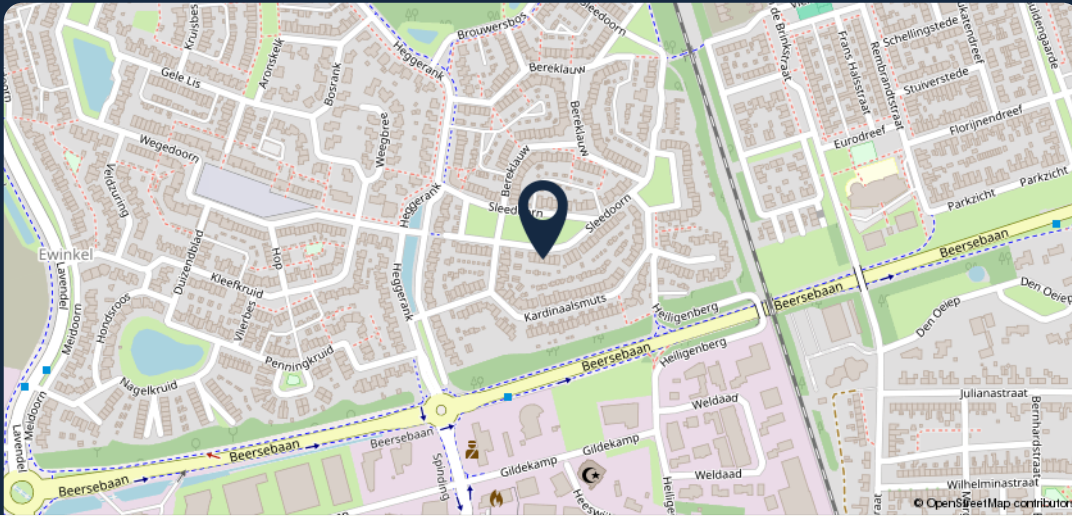 Kruisbes
Aronskelk
Gele Lis
Bosrank
Heggerank
Brouwersbos
Sleedoorn
Bereklauw
Bereklauw
de Brinkstraat
Frans Halsstraat
Rembrandtstraat
Schellingstede
Stuiverstede
Florijnendreef
Eurodreef
Parkzicht
Parkzicht
Wegedoorn
Weegbree
Veldzuring
Heggerank
Bereklauw
Sleedoorn
Sleedoorn
Ewinkel
Lavendel
Meidoorn
Duizendblad
Hop
Kleefkruid
Vlierbes
Hondsroos
Heggerank
Kardinaalsmuts
Heiligenberg
Beersebaan
Beersebaan
Den Oeiep
Den Oeiep
Penningkruid
Nagelkruid
Beersebaan
Heiligenberg
Julianastraat
Bernhardstraat
Weldaad
Meidoorn
Lavendel
Beersebaan
Beersebaan
Beersebaan
Spinding
Gildekamp
Gildekamp
Weldaad
Wilhelminastraat
© OpenStreetMap contributors